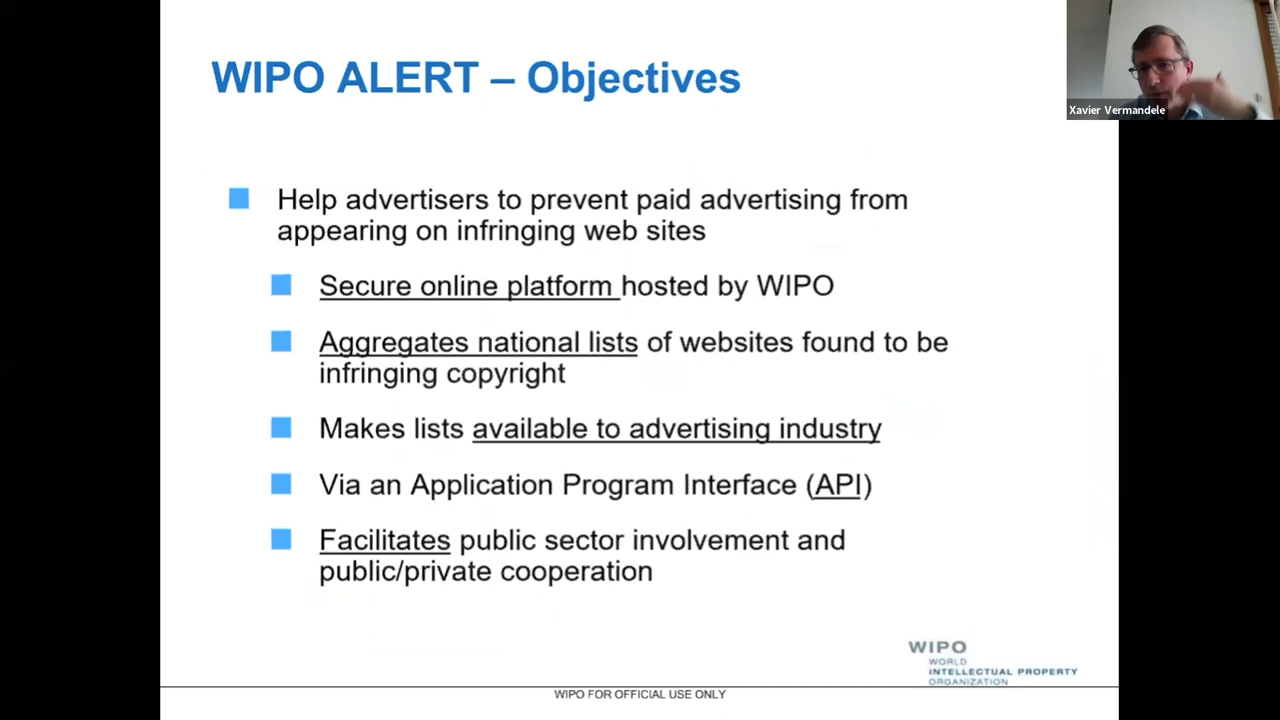 WIPO ALERT – Objectives
Xavier Vermandele
Help advertisers to prevent paid advertising from
appearing on infringing web sites
Secure online platform hosted by WIPO
Aggregates national lists of websites found to be
infringing copyright
Makes lists available to advertising industry
Via an Application Program Interface (API)
Facilitates public sector involvement and
public/private cooperation
WIPO
WORLD
INTELLECTUAL PROPERTY
ORGANIZATION
WIPO FOR OFFICIAL USE ONLY